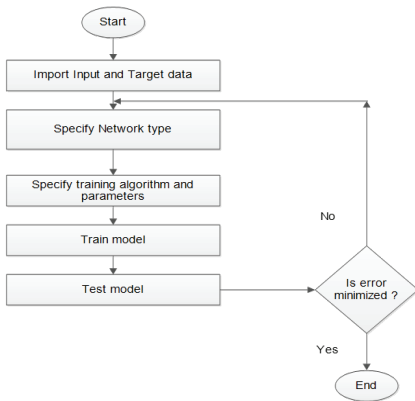 Start
Import Input and Target data
Specify Network type
Specify training algorithm and
parameters
Train model
Test model
No
Is error
minimized ?
Yes
End